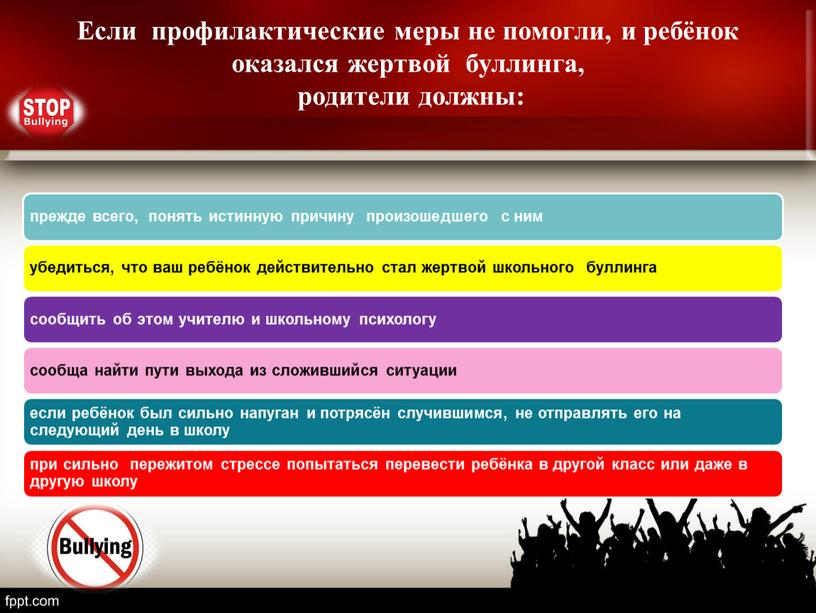 Если профилактические меры не помогли, и ребёнок
оказался жертвой буллинга,
родители должны:
STOP
Bullying
прежде всего, понять истинную причину произошедшего с ним
убедиться, что ваш ребёнок действительно стал жертвой школьного буллинга
сообщить об этом учителю и школьному психологу
сообща найти пути выхода из сложившийся ситуации
если ребёнок был сильно напуган и потрясён случившимся, не отправлять его на
следующий день в школу
при сильно пережитом стрессе попытаться перевести ребёнка в другой класс или даже в
другую школу
Bullying
fppt.com